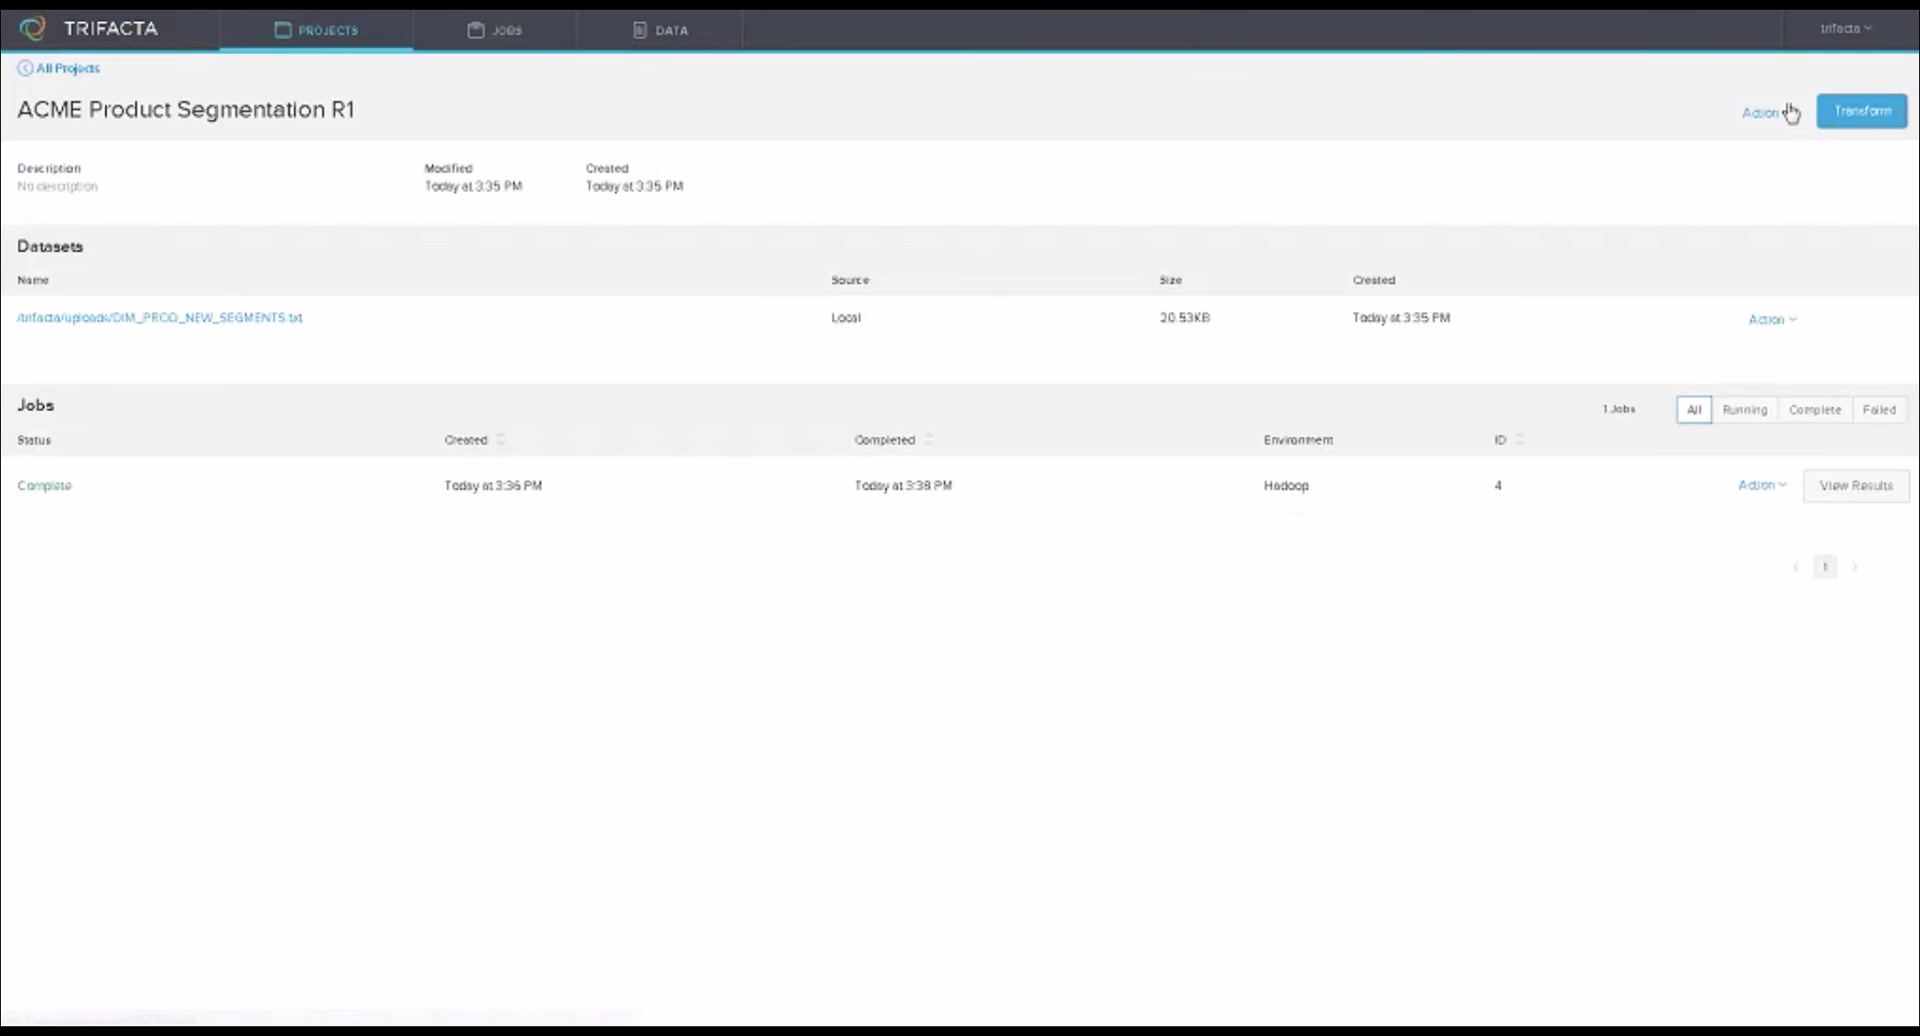 TRIFACTA PROJECTS JOBS DATA trifacta
All Projects
ACME Product Segmentation R1 Action Transform
Description Modified Created
No description Today at 3:35 PM Today at 3:35 PM
Datasets
Name Source Size Created
/trifacta/uploads/DIM_PROD_NEW_SEGMENTS.txt Local 20.53KB Today at 3:35 PM Action
Jobs 1 Jobs All Running Complete Failed
Status Created Completed Environment ID
Complete Today at 3:36 PM Today at 3:38 PM Hadoop 4 Action View Results
1